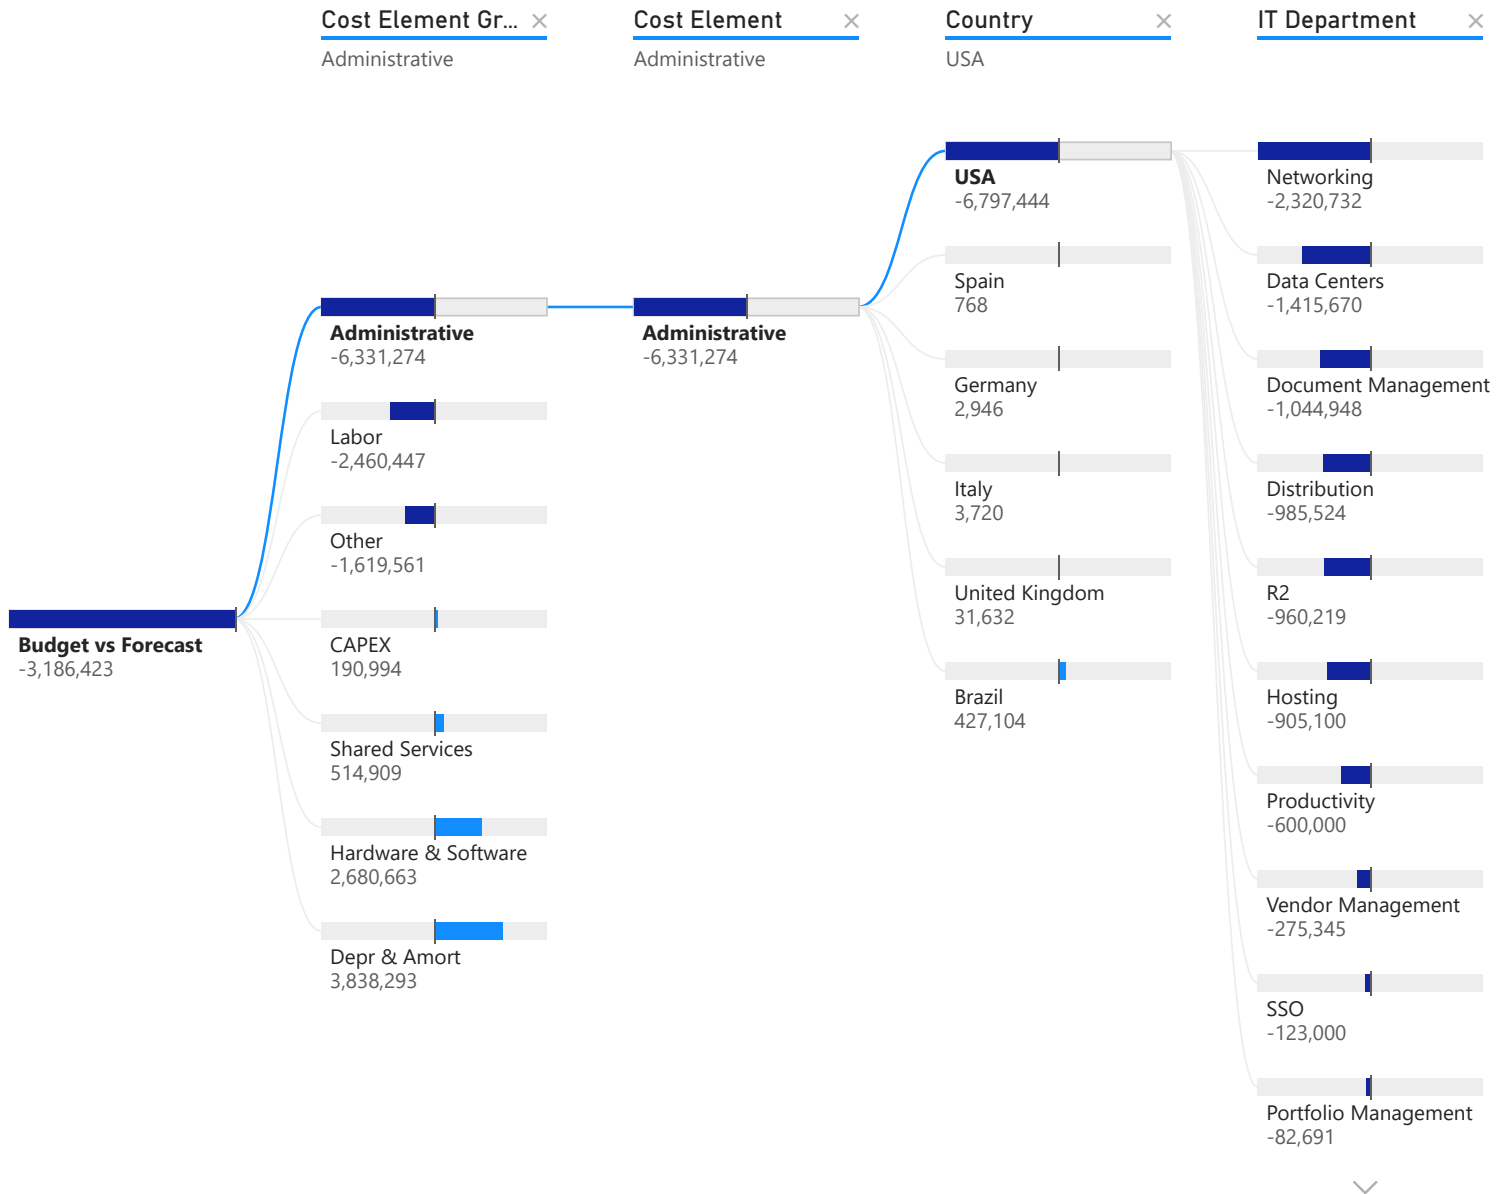 Cost Element Gr...
Administrative
Cost Element
Administrative
Country
USA
IT Department
Budget vs Forecast
-3,186,423
Administrative
-6,331,274
Labor
-2,460,447
Other
-1,619,561
CAPEX
190,994
Shared Services
514,909
Hardware & Software
2,680,663
Depr & Amort
3,838,293
Administrative
-6,331,274
USA
-6,797,444
Spain
768
Germany
2,946
Italy
3,720
United Kingdom
31,632
Brazil
427,104
Networking
-2,320,732
Data Centers
-1,415,670
Document Management
-1,044,948
Distribution
-985,524
R2
-960,219
Hosting
-905,100
Productivity
-600,000
Vendor Management
-275,345
SSO
-123,000
Portfolio Management
-82,691